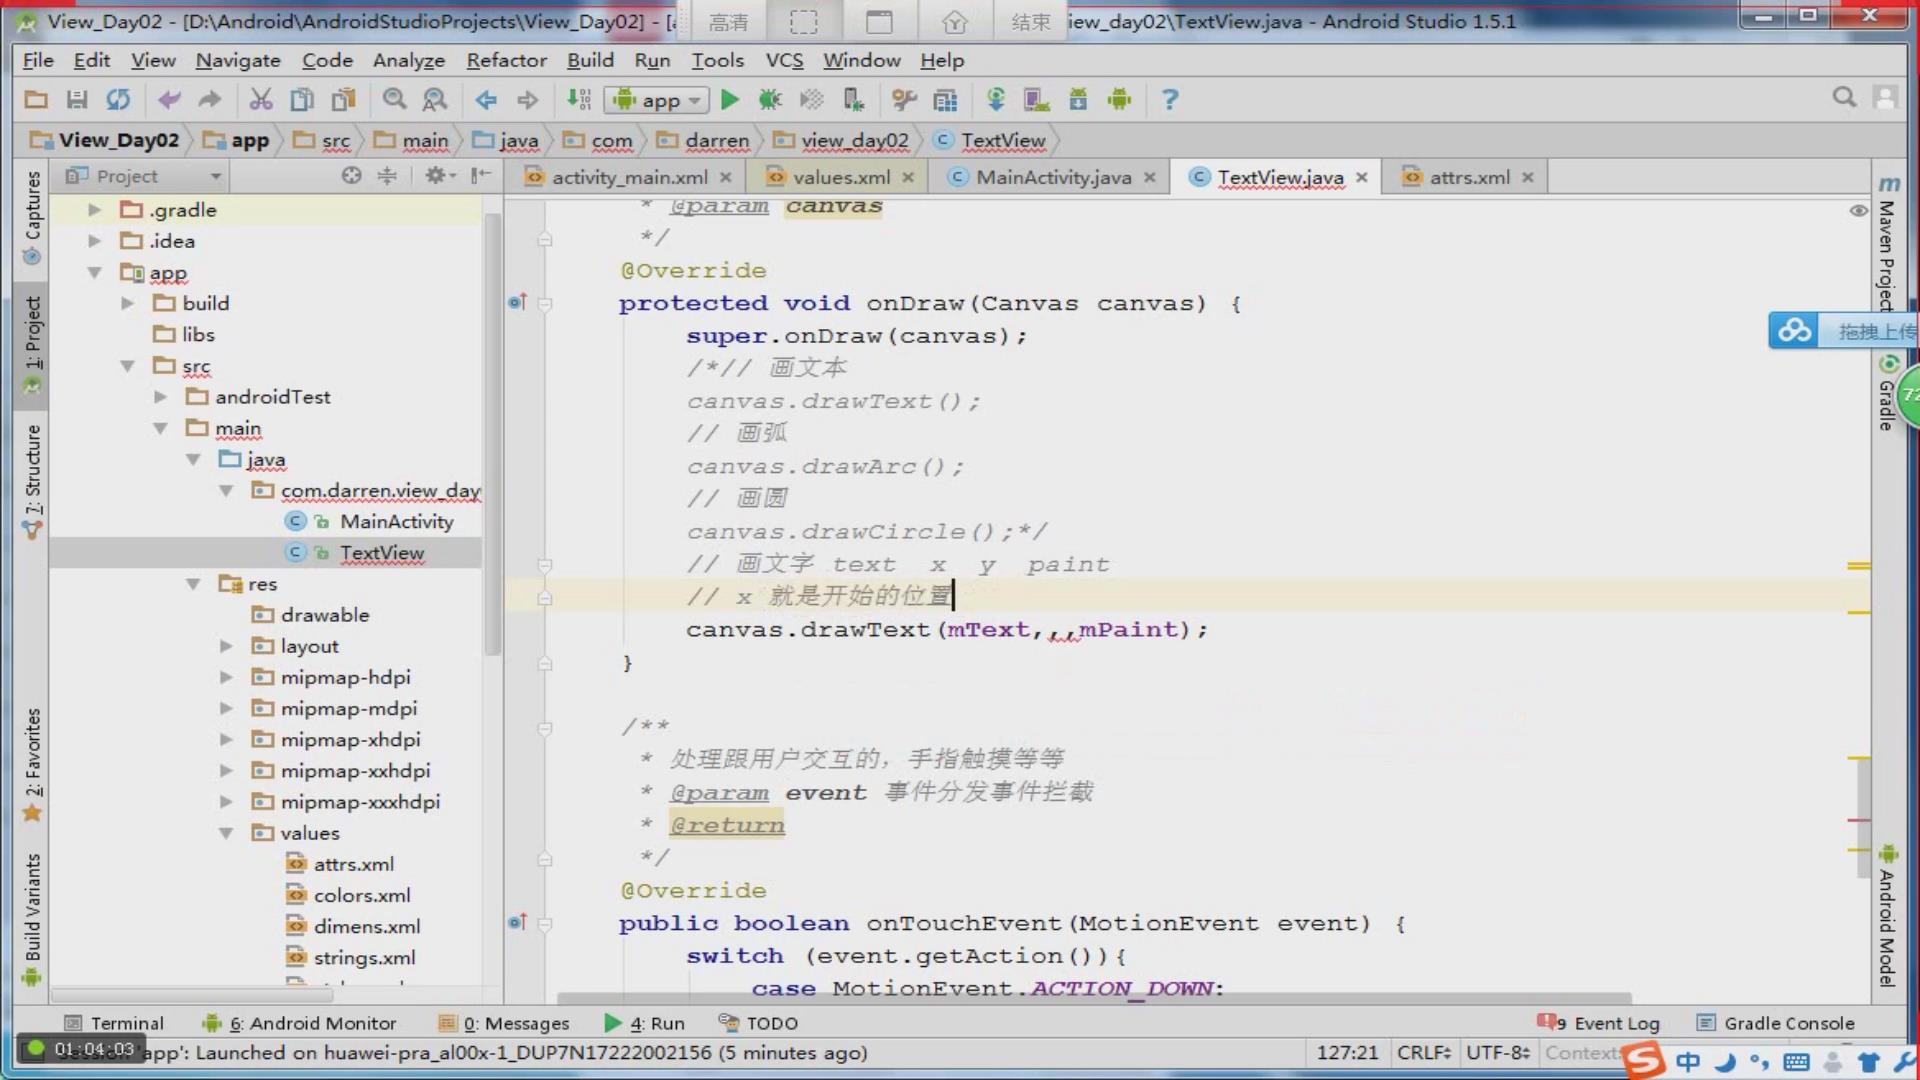 View_Day02 - [D:\Android\AndroidStudioProjects\View_Day02] - [
高清
结束
iew_day02\TextView.java - Android Studio 1.5.1
File Edit View Navigate Code Analyze Refactor Build Run Tools VCS Window Help
app
View_Day02 app src main java com darren view_day02 TextView
Project
activity_main.xml values.xml MainActivity.java TextView.java attrs.xml
Captures
1: Project
7: Structure
2: Favorites
Build Variants
.gradle
.idea
app
build
libs
src
androidTest
main
java
com.darren.view_day
MainActivity
TextView
res
drawable
layout
mipmap-hdpi
mipmap-mdpi
mipmap-xhdpi
mipmap-xxhdpi
mipmap-xxxhdpi
values
attrs.xml
colors.xml
dimens.xml
strings.xml
* @param canvas
*/
@Override
protected void onDraw(Canvas canvas) {
super.onDraw(canvas);
/*// 画文本
canvas.drawText();
// 画弧
canvas.drawArc();
// 画圆
canvas.drawCircle();*/
// 画文字 text x y paint
// x 就是开始的位置
canvas.drawText(mText,,,mPaint);
}
/**
* 处理跟用户交互的，手指触摸等等
* @param event 事件分发事件拦截
* @return
*/
@Override
public boolean onTouchEvent(MotionEvent event) {
switch (event.getAction()){
case MotionEvent.ACTION_DOWN:
Maven Project
拖拽上传
Gradle
72
Android Model
Terminal 6: Android Monitor 0: Messages 4: Run TODO
9 Event Log Gradle Console
01:04:03
'app': Launched on huawei-pra_al00x-1_DUP7N17222002156 (5 minutes ago)
127:21 CRLF UTF-8 Context:
中